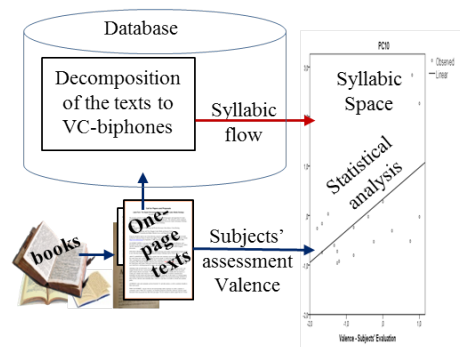 Database
Decomposition
of the texts to
VC-biphones
Syllabic
flow
books
One-
page
texts
Subjects’
assessment
Valence
PC10
Observed
Linear
Syllabic
Space
Statistical
analysis
Valence - Subjects' Evaluation